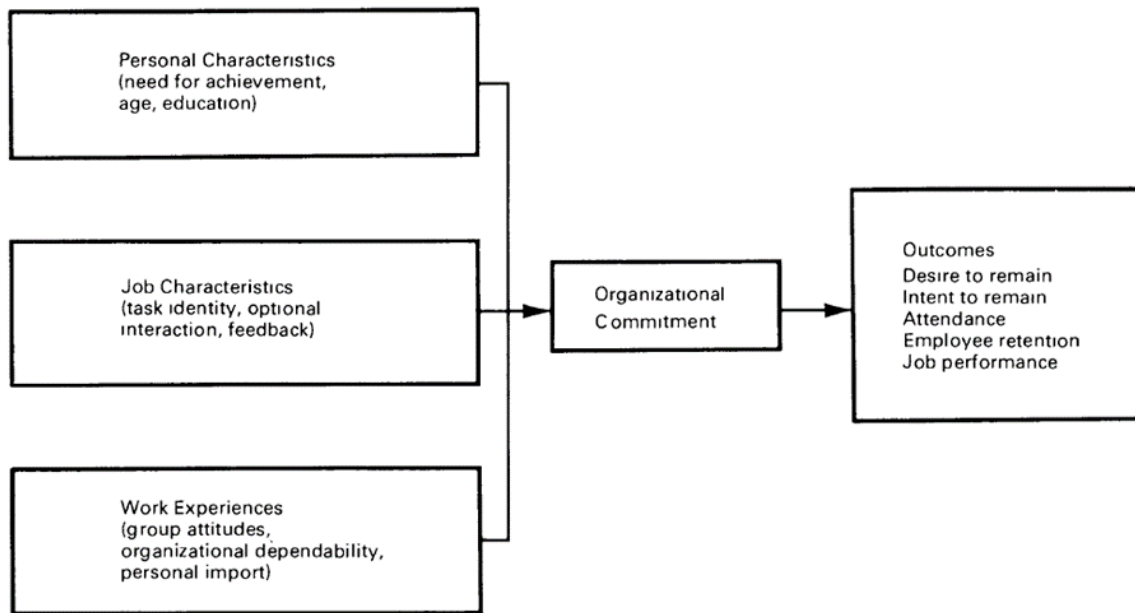 Personal Characteristics
(need for achievement,
age, education)
Job Characteristics
(task identity, optional
interaction, feedback)
Work Experiences
(group attitudes,
organizational dependability,
personal import)
Organizational
Commitment
Outcomes
Desire to remain
Intent to remain
Attendance
Employee retention
Job performance